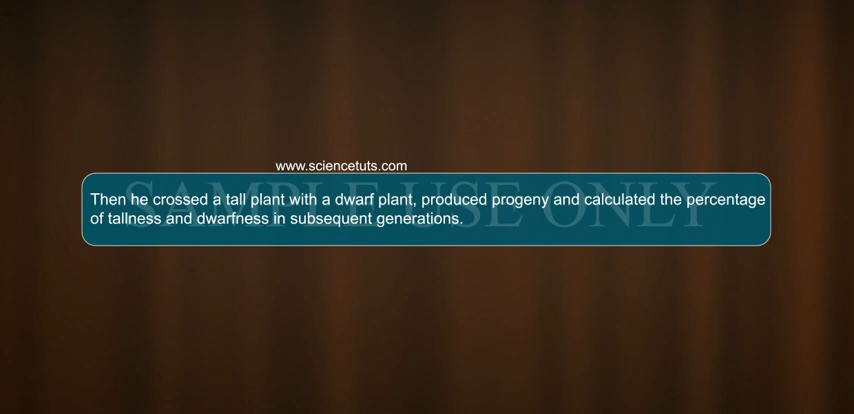 www.sciencetuts.com
SAMPLE USE ONLY
Then he crossed a tall plant with a dwarf plant, produced progeny and calculated the percentage
of tallness and dwarfness in subsequent generations.